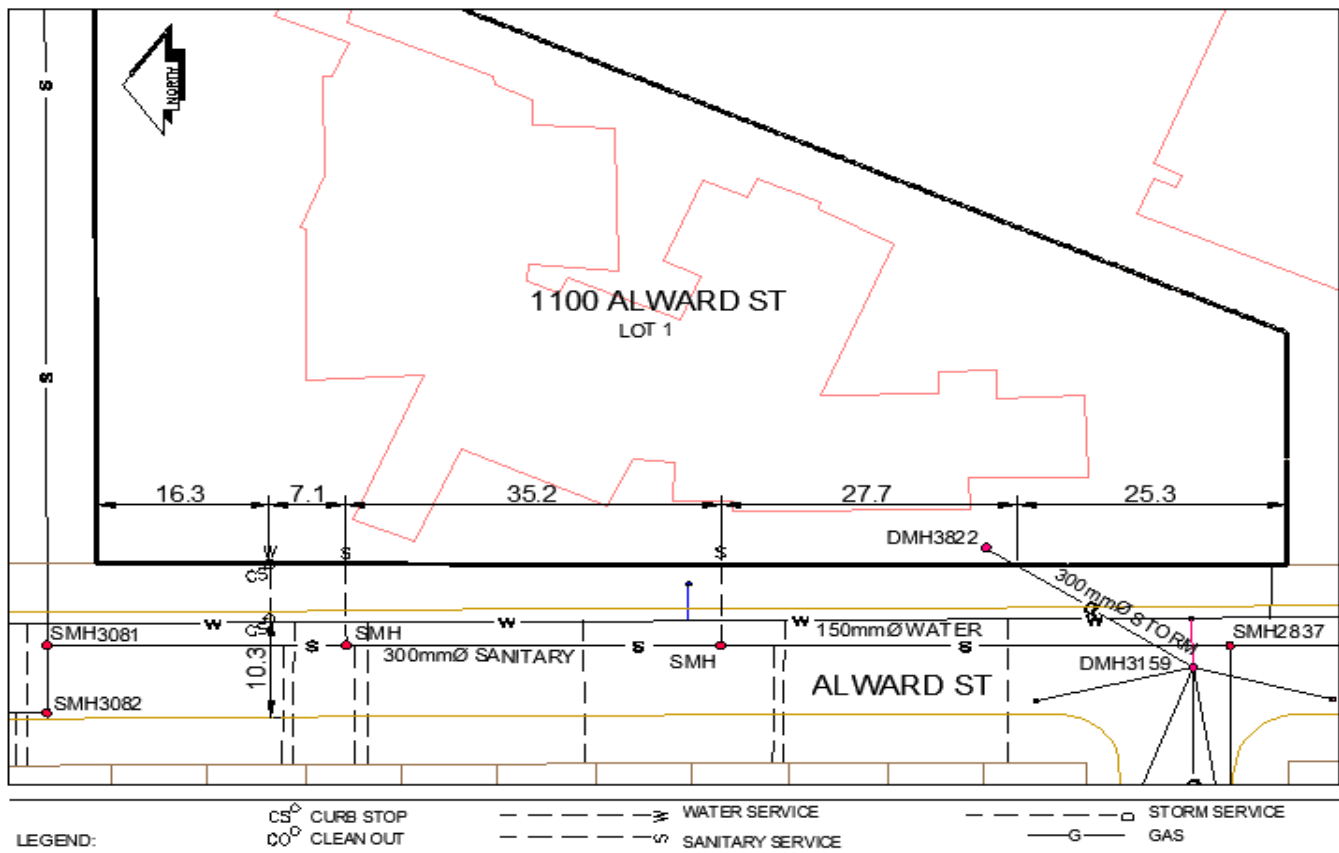 S
NORTH
S
1100 ALWARD ST
LOT 1
16.3
7.1
35.2
27.7
25.3
DMH3822
W
S
S
CS
300mmØ STORM
CS
W
W
W
W
SMH3081
SMH
150mmØ WATER
SMH2837
S
300mmØ SANITARY
S
S
SMH
DMH3159
10.3
ALWARD ST
SMH3082
LEGEND:
CS CURB STOP
CO CLEAN OUT
W WATER SERVICE
S SANITARY SERVICE
D STORM SERVICE
G GAS